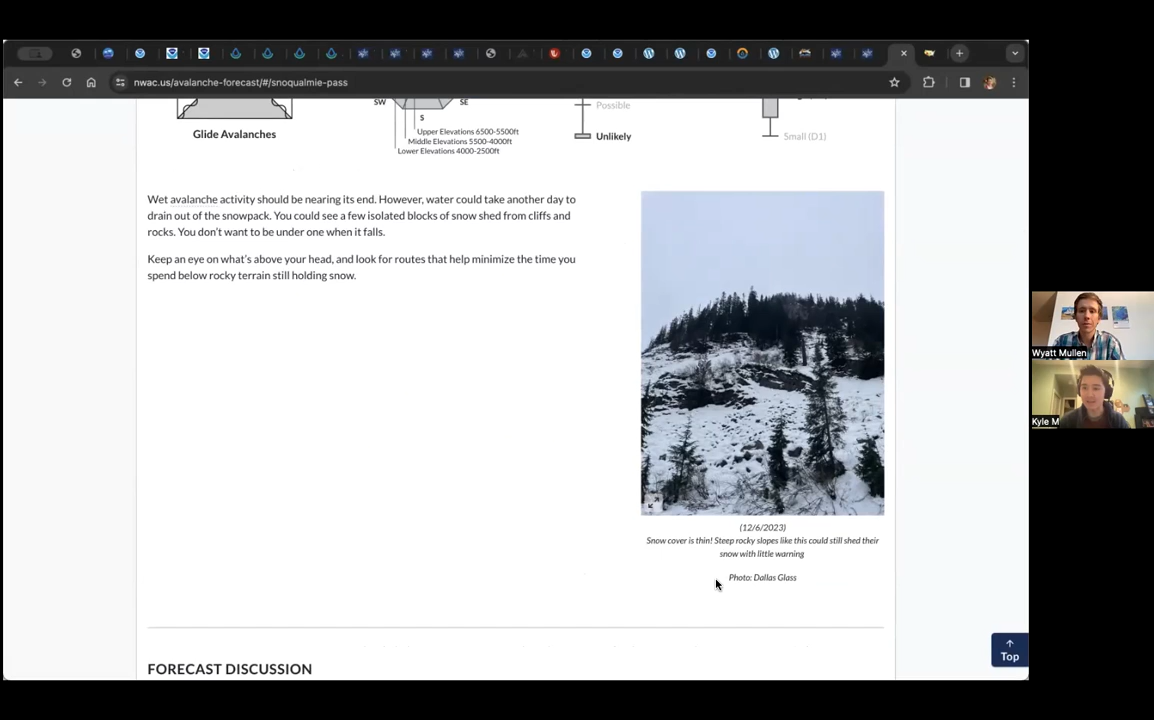 nwac.us/avalanche-forecast/#/snoqualmie-pass
SW
SE
S
Possible
Glide Avalanches
Upper Elevations 6500-5500ft
Unlikely
Small (D1)
Middle Elevations 5500-4000ft
Lower Elevations 4000-2500ft
Wet avalanche activity should be nearing its end. However, water could take another day to
drain out of the snowpack. You could see a few isolated blocks of snow shed from cliffs and
rocks. You don't want to be under one when it falls.
Keep an eye on what's above your head, and look for routes that help minimize the time you
spend below rocky terrain still holding snow.
(12/6/2023)
Snow cover is thin! Steep rocky slopes like this could still shed their
snow with little warning
Photo: Dallas Glass
Top
FORECAST DISCUSSION
Wyatt Mullen
Kyle M